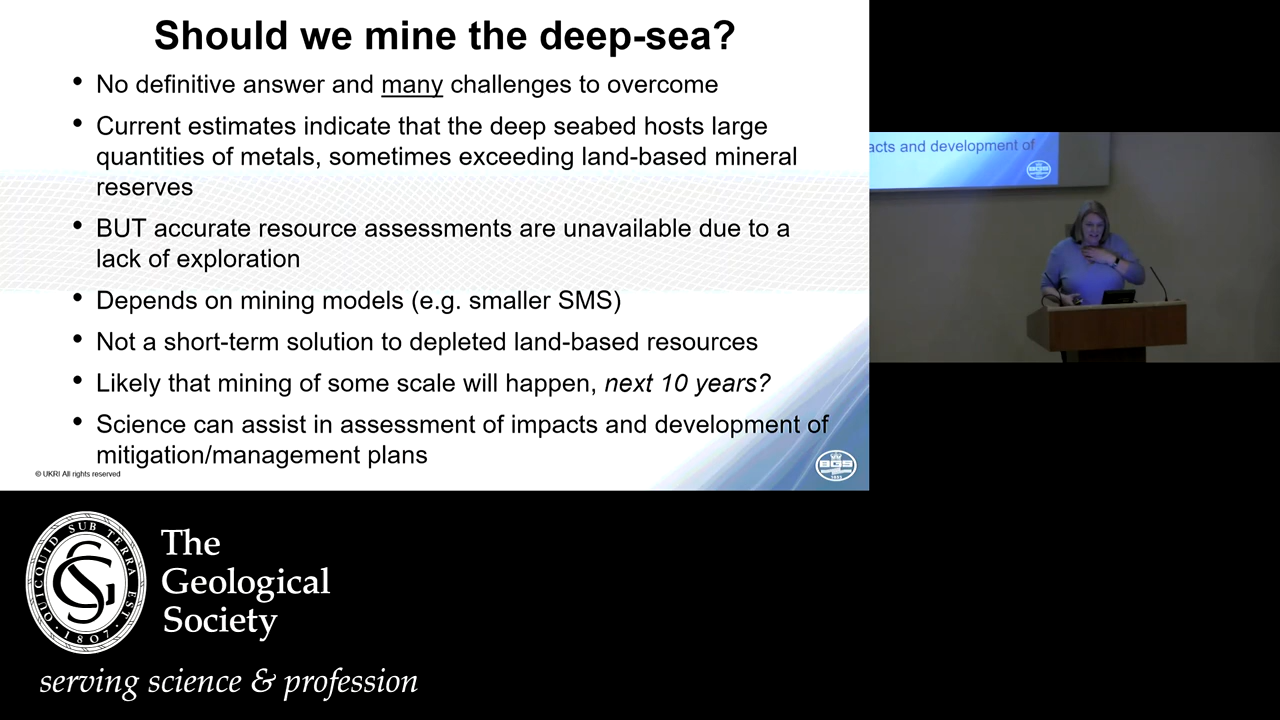 Should we mine the deep-sea?
• No definitive answer and many challenges to overcome
• Current estimates indicate that the deep seabed hosts large
quantities of metals, sometimes exceeding land-based mineral
reserves
• BUT accurate resource assessments are unavailable due to a
lack of exploration
• Depends on mining models (e.g. smaller SMS)
• Not a short-term solution to depleted land-based resources
• Likely that mining of some scale will happen, next 10 years?
• Science can assist in assessment of impacts and development of
mitigation/management plans
© UKRI All rights reserved
BGS
acts and development of
BGS
QUICQUID SUB TERRA EST
GS
· 1807 ·
The
Geological
Society
serving science & profession